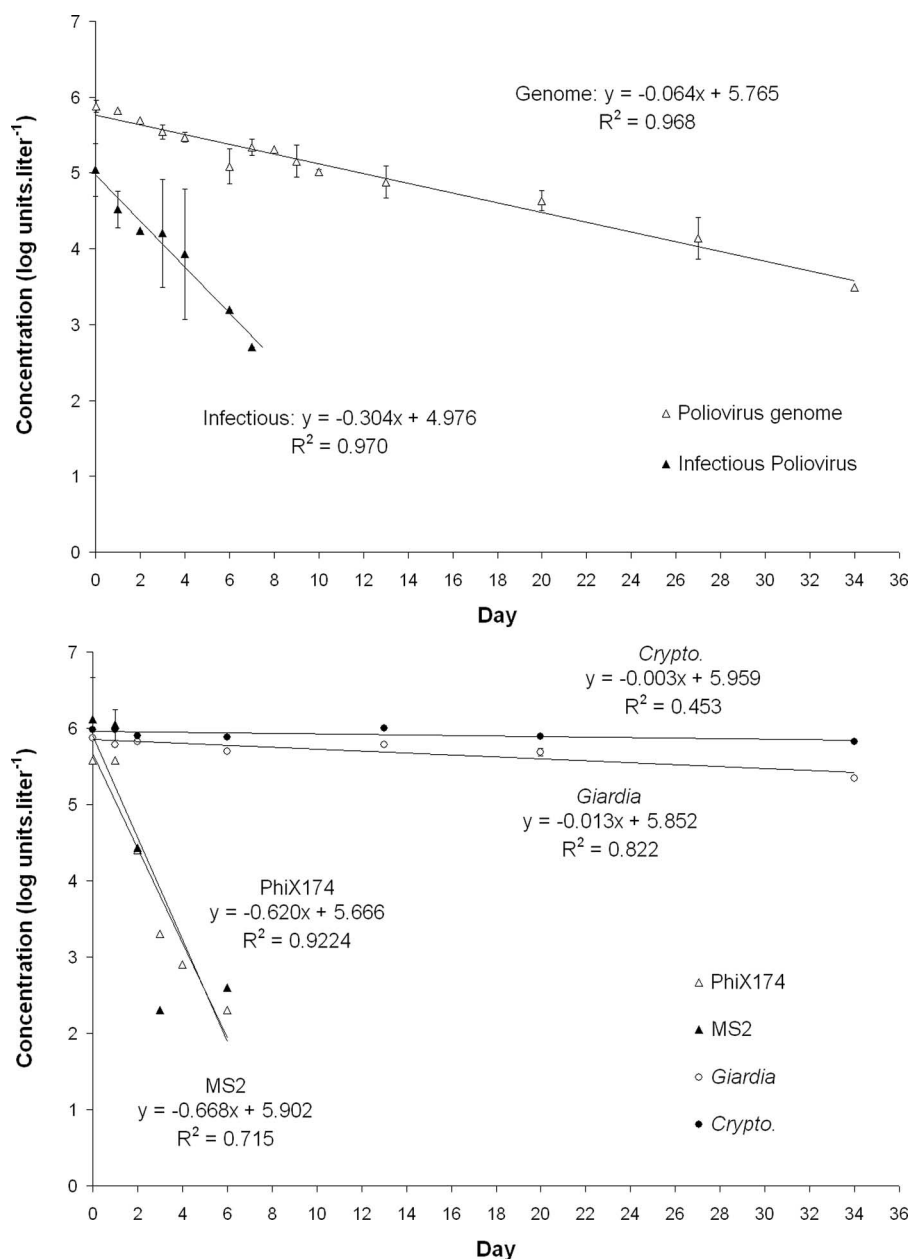 7
6
5
4
3
2
1
0
Concentration (log units.liter⁻¹)
Genome: y = -0.064x + 5.765
R² = 0.968
Infectious: y = -0.304x + 4.976
R² = 0.970
Poliovirus genome
Infectious Poliovirus
0 2 4 6 8 10 12 14 16 18 20 22 24 26 28 30 32 34 36
Day
7
6
5
4
3
2
1
0
Concentration (log units.liter⁻¹)
Crypto.
y = -0.003x + 5.959
R² = 0.453
Giardia
y = -0.013x + 5.852
R² = 0.822
PhiX174
y = -0.620x + 5.666
R² = 0.9224
MS2
y = -0.668x + 5.902
R² = 0.715
PhiX174
MS2
Giardia
Crypto.
0 2 4 6 8 10 12 14 16 18 20 22 24 26 28 30 32 34 36
Day